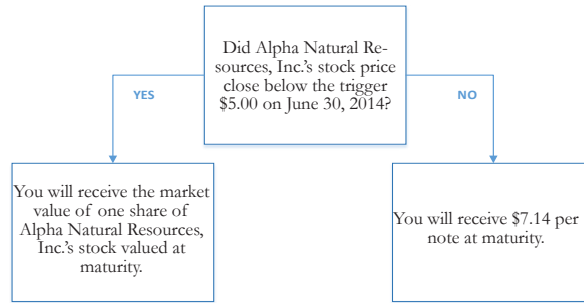 Did Alpha Natural Re-
sources, Inc.'s stock price
close below the trigger
$5.00 on June 30, 2014?
YES
NO
You will receive the market
value of one share of
Alpha Natural Resources,
Inc.'s stock valued at
maturity.
You will receive $7.14 per
note at maturity.